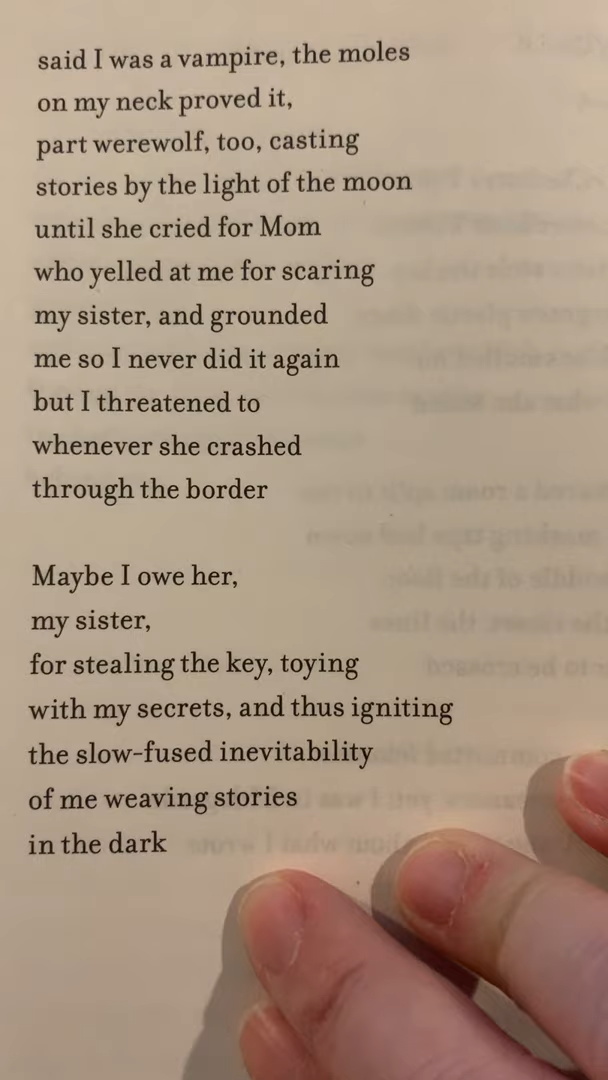 said I was a vampire, the moles
on my neck proved it,
part werewolf, too, casting
stories by the light of the moon
until she cried for Mom
who yelled at me for scaring
my sister, and grounded
me so I never did it again
but I threatened to
whenever she crashed
through the border
Maybe I owe her,
my sister,
for stealing the key, toying
with my secrets, and thus igniting
the slow-fused inevitability
of me weaving stories
in the dark